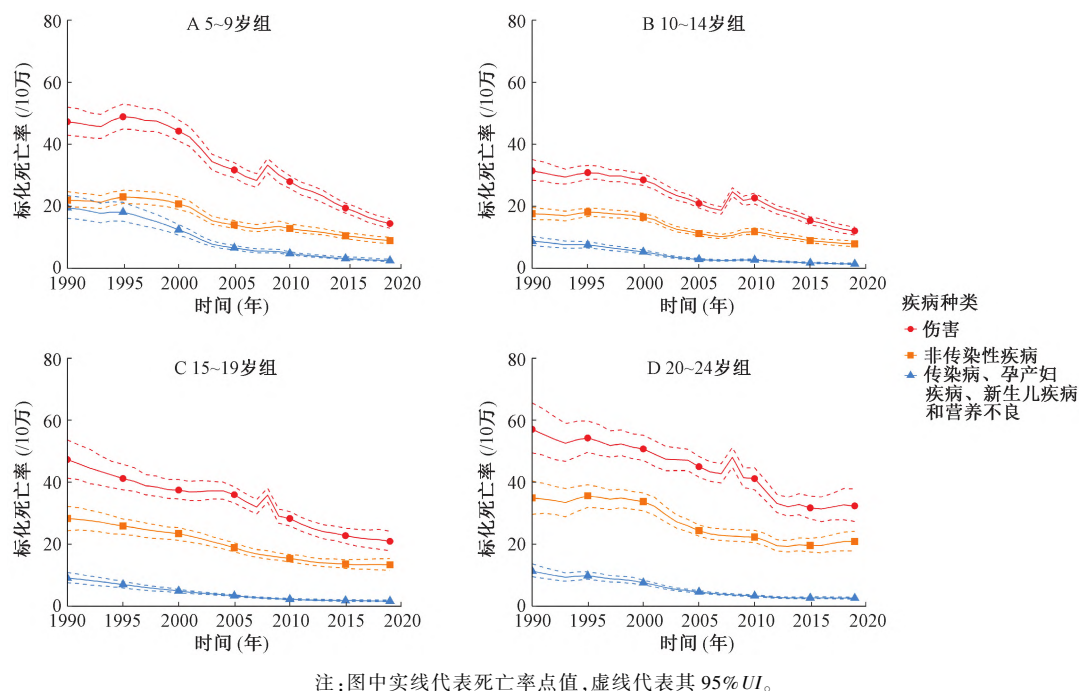 A 5~9岁组
标化死亡率 (/10万)
80
60
40
20
0
1990 1995 2000 2005 2010 2015 2020
时间 (年)
B 10~14岁组
标化死亡率 (/10万)
80
60
40
20
0
1990 1995 2000 2005 2010 2015 2020
时间 (年)
C 15~19岁组
标化死亡率 (/10万)
80
60
40
20
0
1990 1995 2000 2005 2010 2015 2020
时间 (年)
D 20~24岁组
标化死亡率 (/10万)
80
60
40
20
0
1990 1995 2000 2005 2010 2015 2020
时间 (年)
疾病种类
伤害
非传染性疾病
传染病、孕产妇
疾病、新生儿疾病
和营养不良
注:图中实线代表死亡率点值,虚线代表其 95%UI。